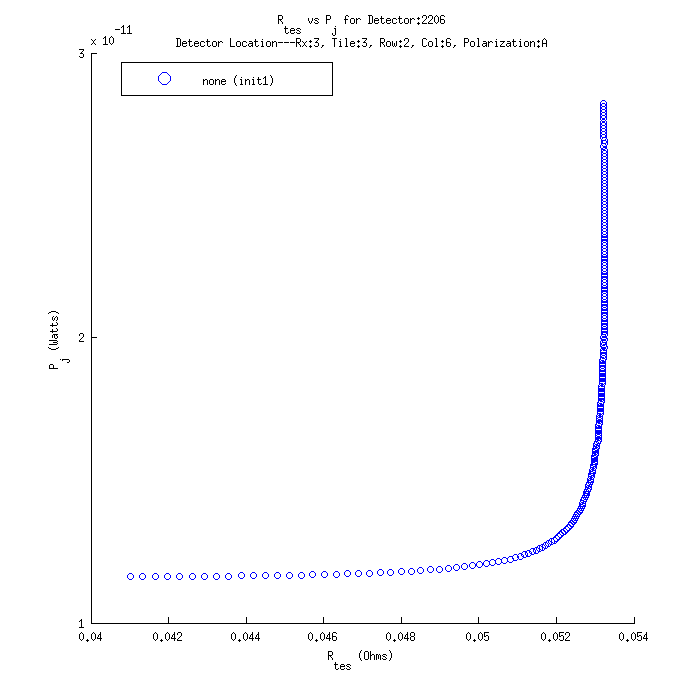 R_tes vs P_j for Detector:2206
Detector Location---Rx:3, Tile:3, Row:2, Col:6, Polarization:A
x 10^-11
none (init1)
3
2
1
P_j (Watts)
0.04 0.042 0.044 0.046 0.048 0.05 0.052 0.054
R_tes (Ohms)